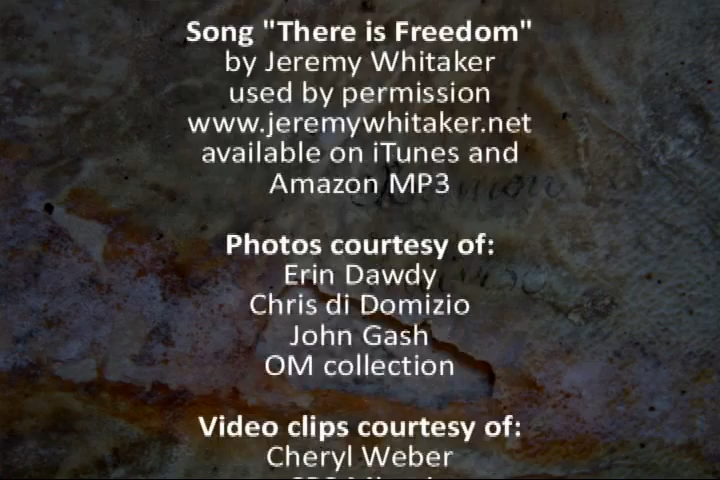 Song "There is Freedom"
by Jeremy Whitaker
used by permission
www.jeremywhitaker.net
available on iTunes and
Amazon MP3
Photos courtesy of:
Erin Dawdy
Chris di Domizio
John Gash
OM collection
Video clips courtesy of:
Cheryl Weber